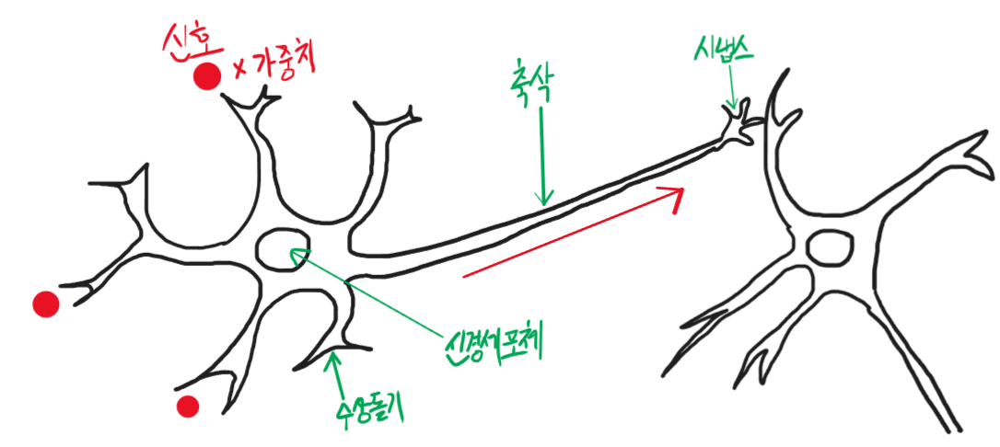 신호
x 가중치
축삭
시냅스
신경세포체
수상돌기